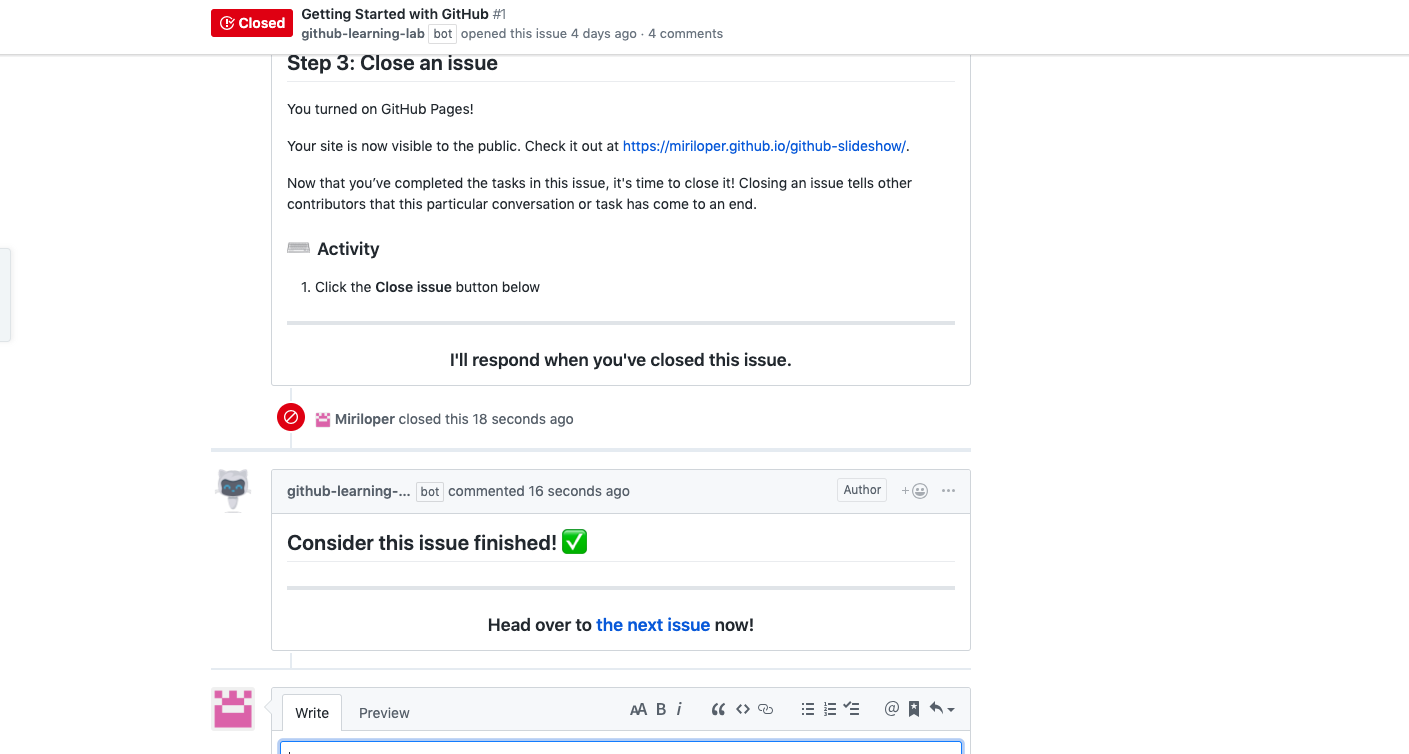 Closed
Getting Started with GitHub #1
github-learning-lab bot opened this issue 4 days ago · 4 comments
Step 3: Close an issue
You turned on GitHub Pages!
Your site is now visible to the public. Check it out at https://miriloper.github.io/github-slideshow/.
Now that you’ve completed the tasks in this issue, it's time to close it! Closing an issue tells other
contributors that this particular conversation or task has come to an end.
Activity
1. Click the Close issue button below
I'll respond when you've closed this issue.
Miriloper closed this 18 seconds ago
github-learning-... bot commented 16 seconds ago
Author
Consider this issue finished! ✅
Head over to the next issue now!
Write
Preview